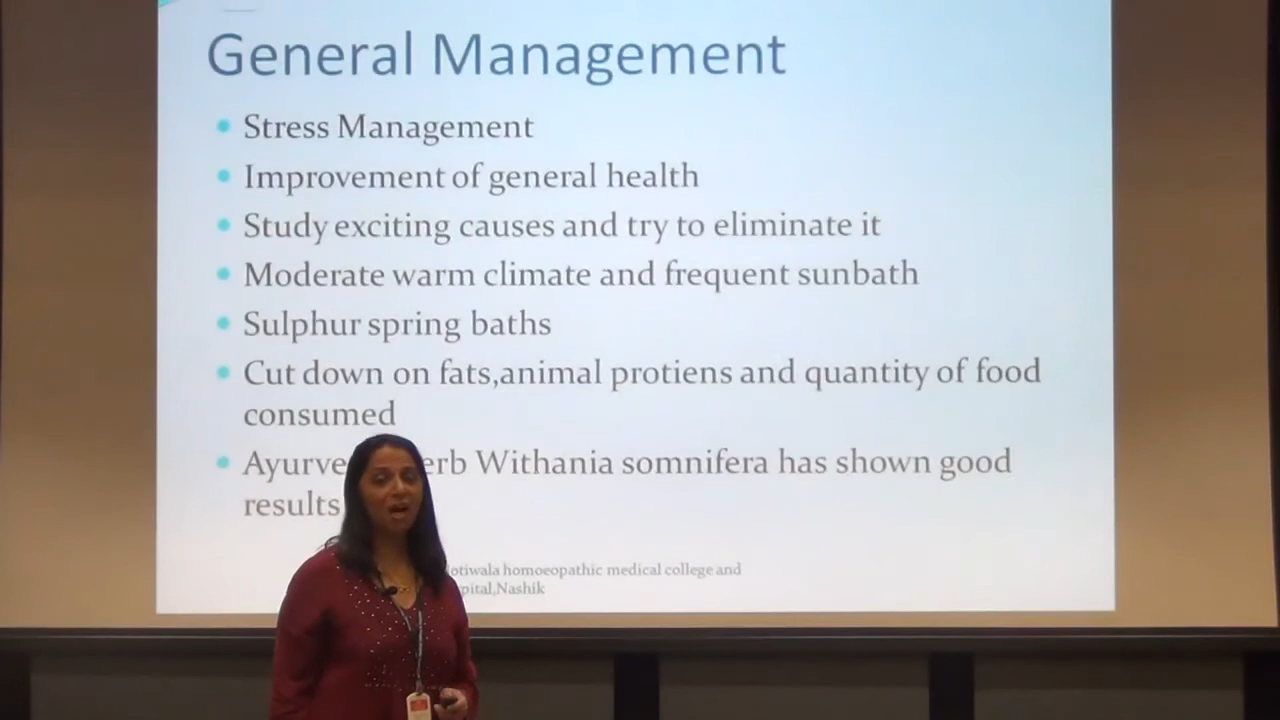 General Management
Stress Management
Improvement of general health
Study exciting causes and try to eliminate it
Moderate warm climate and frequent sunbath
Sulphur spring baths
Cut down on fats,animal protiens and quantity of food
consumed
Withania somnifera has shown good
results
homoeopathic medical college and
Nashik